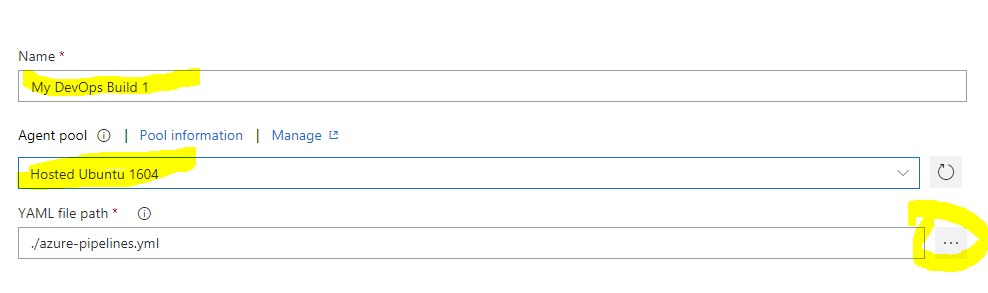 Name *
My DevOps Build 1
Agent pool | Pool information | Manage
Hosted Ubuntu 1604
YAML file path *
./azure-pipelines.yml
...